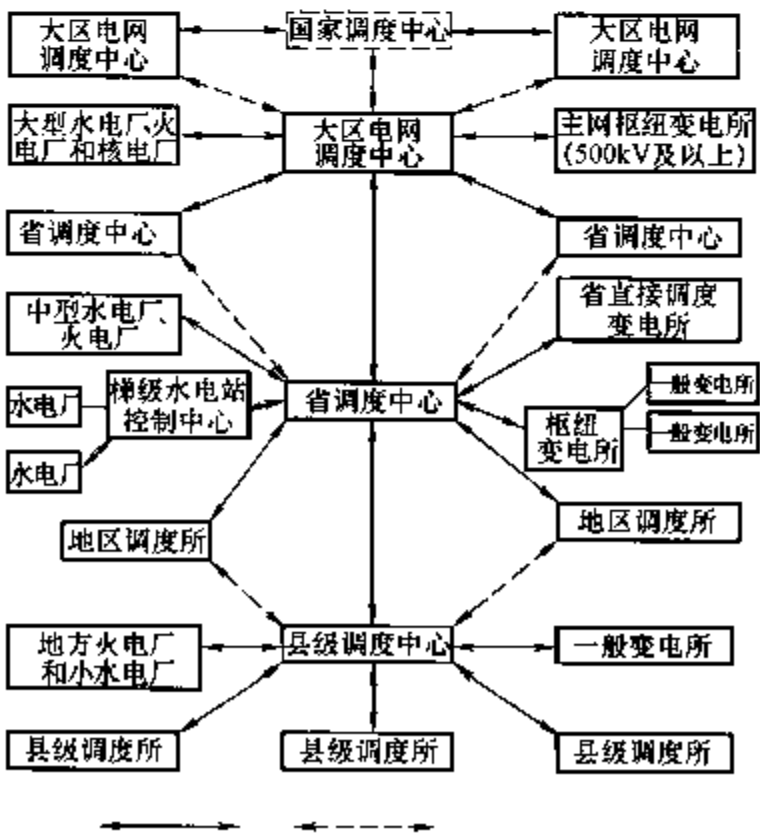 大区电网
调度中心
国家调度中心
大区电网
调度中心
大型水电厂、火
电厂和核电厂
大区电网
调度中心
主网枢纽变电所
(500kV及以上)
省调度中心
省调度中心
中型水电厂、
火电厂
省直接调度
变电所
水电厂
梯级水电站
控制中心
省调度中心
枢纽
变电所
一般变电所
一般变电所
水电厂
地区调度所
地区调度所
地方火电厂
和小水电厂
县级调度中心
一般变电所
县级调度所
县级调度所
县级调度所